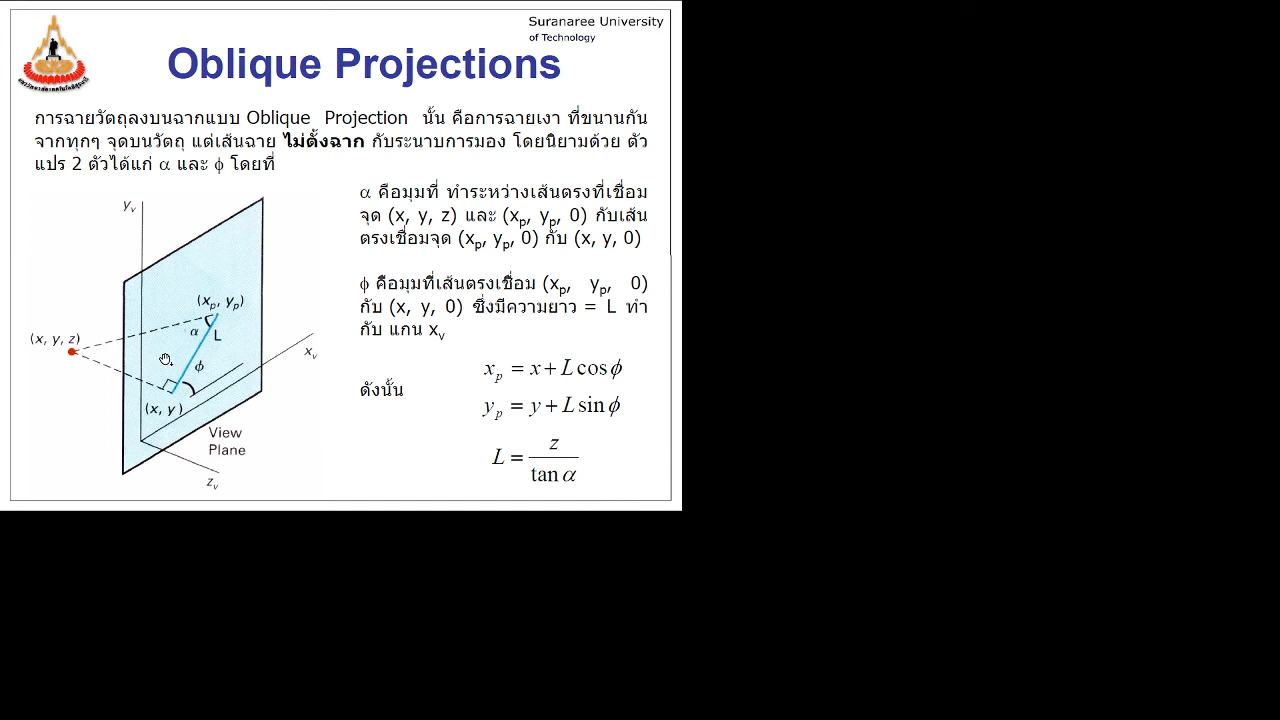 Suranaree University
of Technology
Oblique Projections
การฉายวัตถุลงบนฉากแบบ Oblique Projection นั้น คือการฉายเงา ที่ขนานกัน
จากทุกๆ จุดบนวัตถุ แต่เส้นฉาย ไม่ตั้งฉาก กับระนาบการมอง โดยนิยามด้วย ตัว
แปร 2 ตัวได้แก่ α และ ϕ โดยที่
α คือมุมที่ ทำระหว่างเส้นตรงที่เชื่อม
จุด (x, y, z) และ (xp, yp, 0) กับเส้น
ตรงเชื่อมจุด (xp, yp, 0) กับ (x, y, 0)
ϕ คือมุมที่เส้นตรงเชื่อม (xp, yp, 0)
กับ (x, y, 0) ซึ่งมีความยาว = L ทำ
กับ แกน xv
ดังนั้น
xp = x + L cos ϕ
yp = y + L sin ϕ
L = z / tan α
yv
(xp, yp)
α
L
(x, y, z)
xv
ϕ
(x, y)
View
Plane
zv